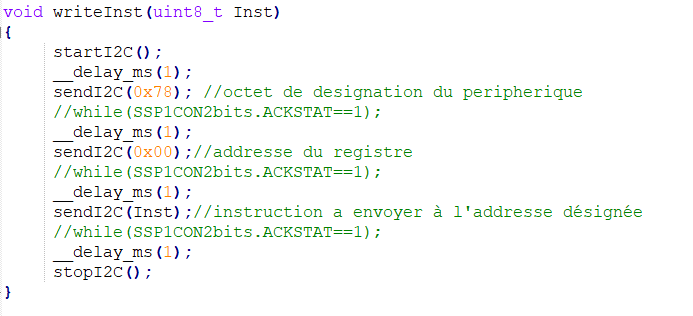 void writeInst(uint8_t Inst)
{
startI2C();
__delay_ms(1);
sendI2C(0x78); //octet de designation du peripherique
//while(SSP1CON2bits.ACKSTAT==1);
__delay_ms(1);
sendI2C(0x00);//addresse du registre
//while(SSP1CON2bits.ACKSTAT==1);
__delay_ms(1);
sendI2C(Inst);//instruction a envoyer à l'addresse désignée
//while(SSP1CON2bits.ACKSTAT==1);
__delay_ms(1);
stopI2C();
}